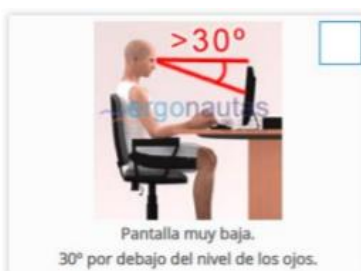 >30º
ergonautas
Pantalla muy baja.
30º por debajo del nivel de los ojos.